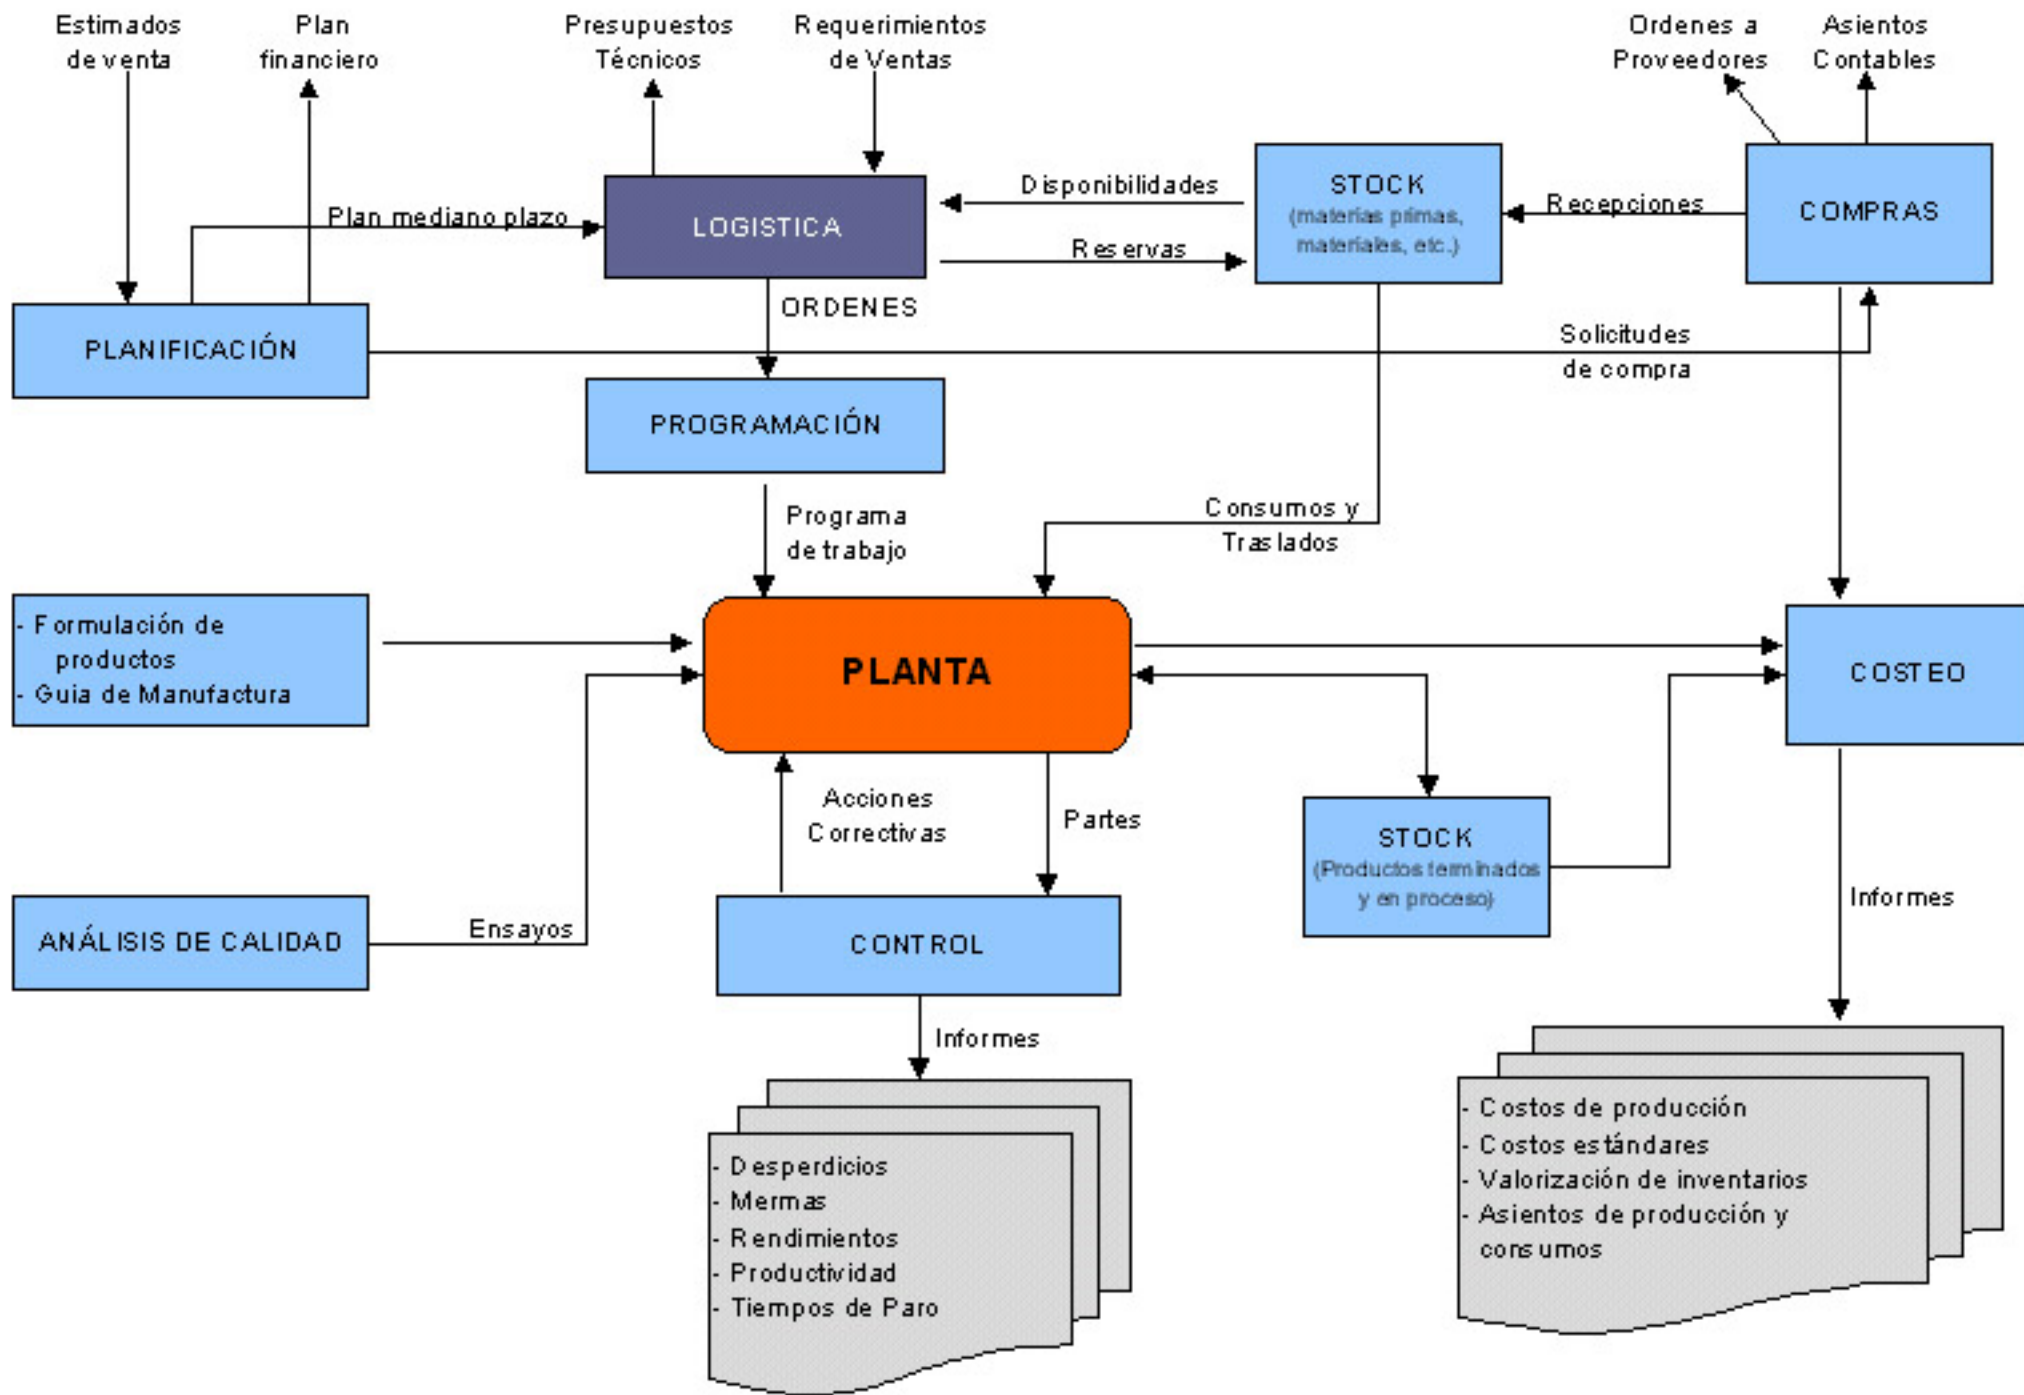 Estimados
de venta
Plan
financiero
Presupuestos
Técnicos
Requerimientos
de Ventas
Ordenes a
Proveedores
Asientos
Contables
Plan mediano plazo
LOGISTICA
Disponibilidades
Reservas
STOCK
(materias primas,
materiales, etc.)
Recepciones
COMPRAS
ORDENES
PLANIFICACIÓN
Solicitudes
de compra
PROGRAMACIÓN
Programa
de trabajo
Consumos y
Traslados
- Formulación de
productos
- Guia de Manufactura
PLANTA
COSTEO
Acciones
Correctivas
Partes
STOCK
(Productos terminados
y en proceso)
Informes
ANÁLISIS DE CALIDAD
Ensayos
CONTROL
Informes
- Desperdicios
- Mermas
- Rendimientos
- Productividad
- Tiempos de Paro
- Costos de producción
- Costos estándares
- Valorización de inventarios
- Asientos de producción y
consumos